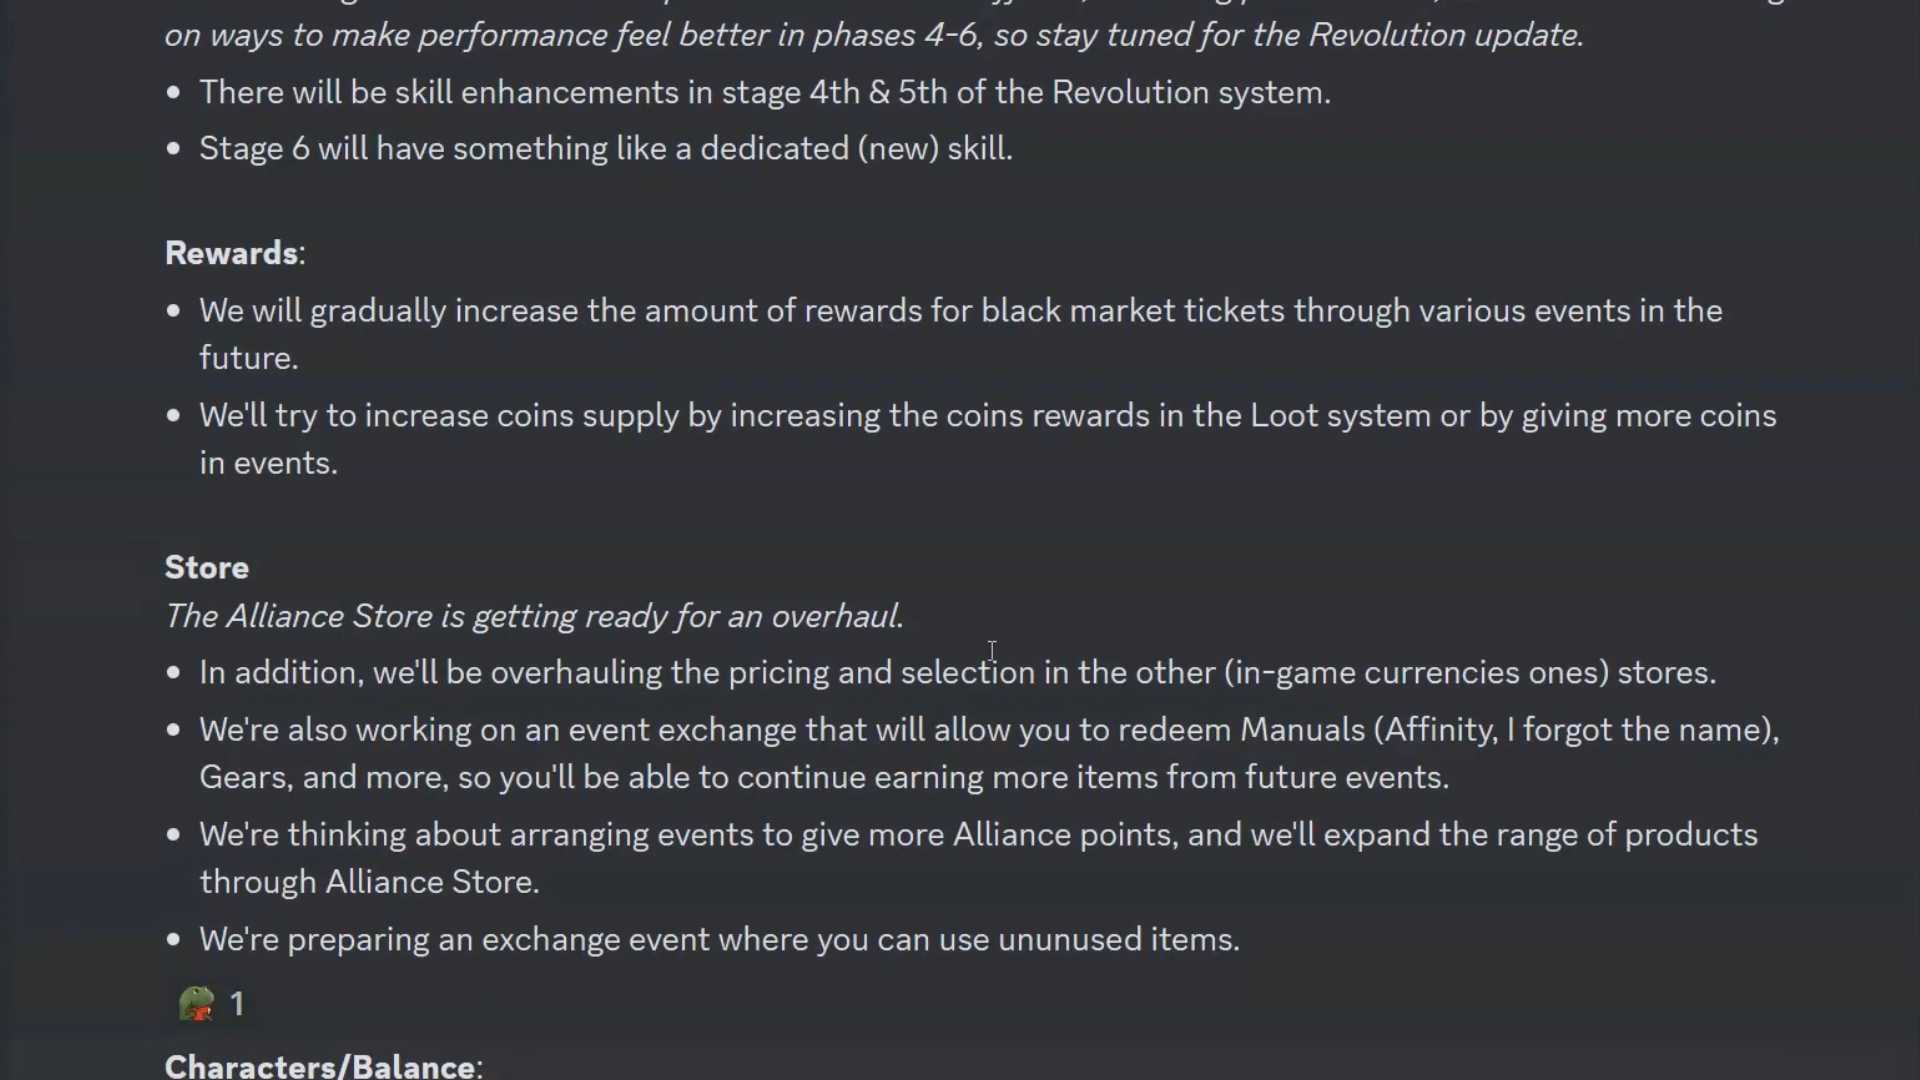 on ways to make performance feel better in phases 4-6, so stay tuned for the Revolution update.
• There will be skill enhancements in stage 4th & 5th of the Revolution system.
• Stage 6 will have something like a dedicated (new) skill.
Rewards:
• We will gradually increase the amount of rewards for black market tickets through various events in the
future.
• We'll try to increase coins supply by increasing the coins rewards in the Loot system or by giving more coins
in events.
Store
The Alliance Store is getting ready for an overhaul.
• In addition, we'll be overhauling the pricing and selection in the other (in-game currencies ones) stores.
• We're also working on an event exchange that will allow you to redeem Manuals (Affinity, I forgot the name),
Gears, and more, so you'll be able to continue earning more items from future events.
• We're thinking about arranging events to give more Alliance points, and we'll expand the range of products
through Alliance Store.
• We're preparing an exchange event where you can use ununused items.
1
Characters/Balance: